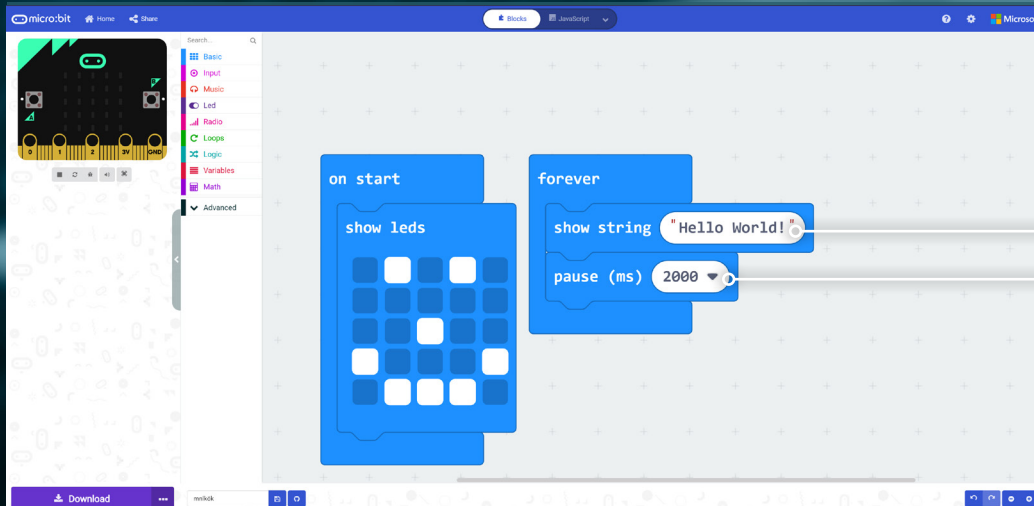 micro:bit Home Share Blocks JavaScript Microso
Search...
Basic
Input
Music
Led
Radio
Loops
Logic
Variables
Math
Advanced
0 1 2 3V GND
on start
show leds
forever
show string "Hello World!"
pause (ms) 2000
Download ... mnikók